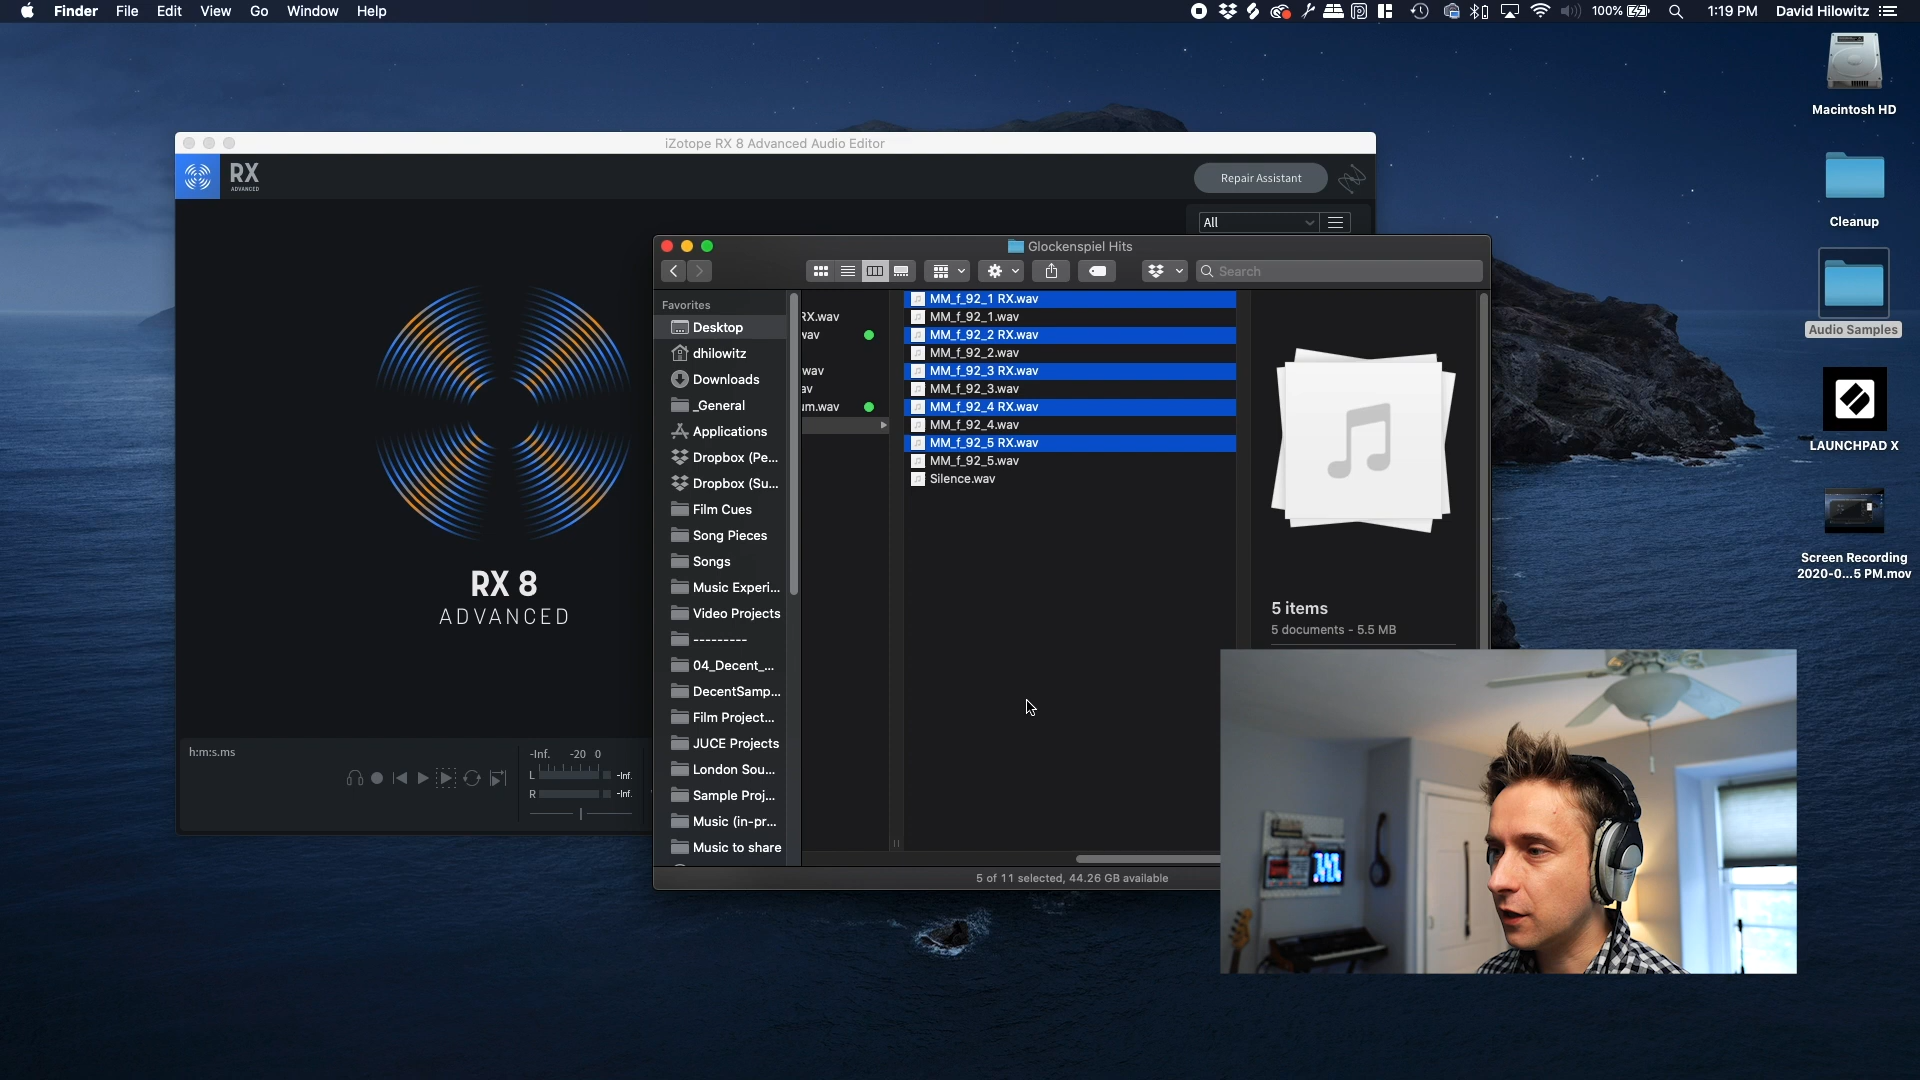 Finder File Edit View Go Window Help
100% 1:19 PM David Hilowitz
Macintosh HD
Cleanup
Audio Samples
LAUNCHPAD X
Screen Recording
2020-0...5 PM.mov
iZotope RX 8 Advanced Audio Editor
RX
ADVANCED
Repair Assistant
All
RX 8
ADVANCED
h:m:s.ms
-Inf. -20 0
L -Inf.
R -Inf.
Glockenspiel Hits
Search
Favorites
Desktop
dhilowitz
Downloads
_General
Applications
Dropbox (Pe...
Dropbox (Su...
Film Cues
Song Pieces
Songs
Music Experi...
Video Projects
---------
04_Decent_...
DecentSamp...
Film Project...
JUCE Projects
London Sou...
Sample Proj...
Music (in-pr...
Music to share
RX.wav
wav
wav
av
um.wav
MM_f_92_1 RX.wav
MM_f_92_1.wav
MM_f_92_2 RX.wav
MM_f_92_2.wav
MM_f_92_3 RX.wav
MM_f_92_3.wav
MM_f_92_4 RX.wav
MM_f_92_4.wav
MM_f_92_5 RX.wav
MM_f_92_5.wav
Silence.wav
5 items
5 documents - 5.5 MB
5 of 11 selected, 44.26 GB available